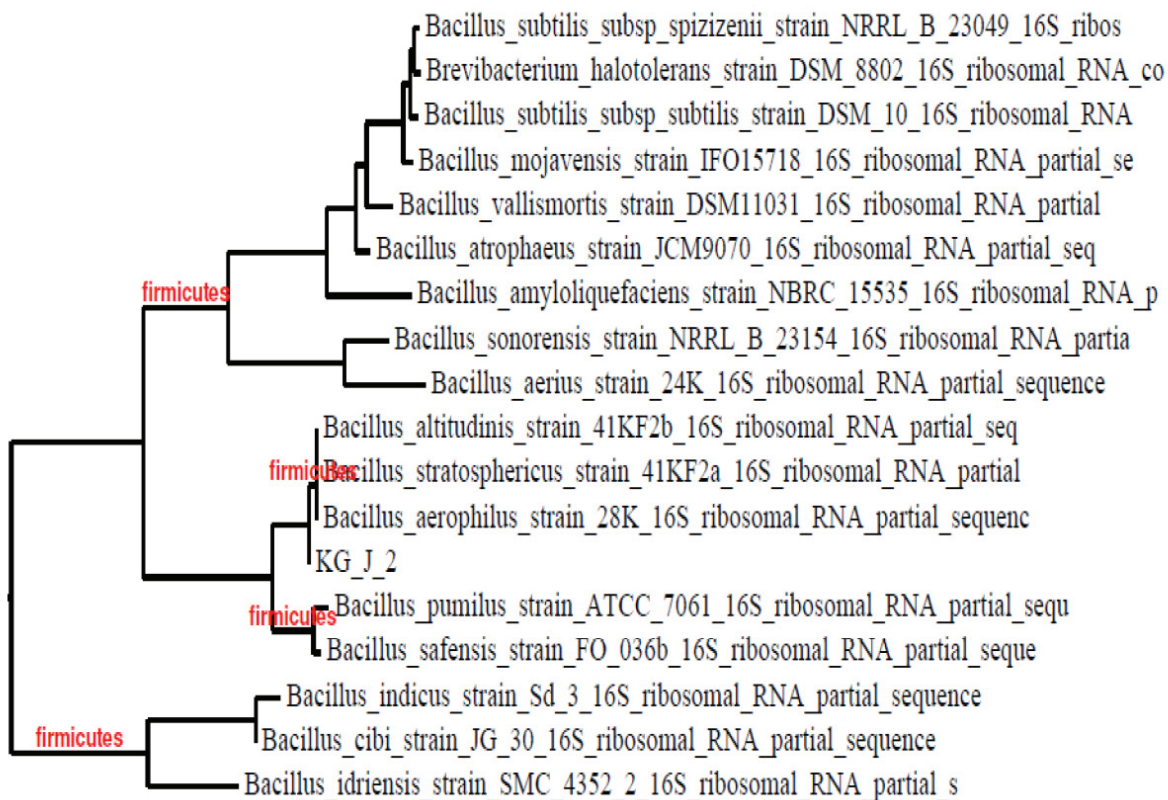 Bacillus_subtilis_subsp_spizizenii_strain_NRRL_B_23049_16S_ribos
Brevibacterium_halotolerans_strain_DSM_8802_16S_ribosomal_RNA_co
Bacillus_subtilis_subsp_subtilis_strain_DSM_10_16S_ribosomal_RNA
Bacillus_mojavensis_strain_IFO15718_16S_ribosomal_RNA_partial_se
Bacillus_vallismortis_strain_DSM11031_16S_ribosomal_RNA_partial
Bacillus_atrophaeus_strain_JCM9070_16S_ribosomal_RNA_partial_seq
firmicutes
Bacillus_amyloliquefaciens_strain_NBRC_15535_16S_ribosomal_RNA_p
Bacillus_sonorensis_strain_NRRL_B_23154_16S_ribosomal_RNA_partia
Bacillus_aerius_strain_24K_16S_ribosomal_RNA_partial_sequence
Bacillus_altitudinis_strain_41KF2b_16S_ribosomal_RNA_partial_seq
firmicutes
Bacillus_stratosphericus_strain_41KF2a_16S_ribosomal_RNA_partial
Bacillus_aerophilus_strain_28K_16S_ribosomal_RNA_partial_sequenc
KG_J_2
Bacillus_pumilus_strain_ATCC_7061_16S_ribosomal_RNA_partial_sequ
firmicutes
Bacillus_safensis_strain_FO_036b_16S_ribosomal_RNA_partial_seque
Bacillus_indicus_strain_Sd_3_16S_ribosomal_RNA_partial_sequence
firmicutes
Bacillus_cibi_strain_JG_30_16S_ribosomal_RNA_partial_sequence
Bacillus_idriensis_strain_SMC_4352_2_16S_ribosomal_RNA_partial_s